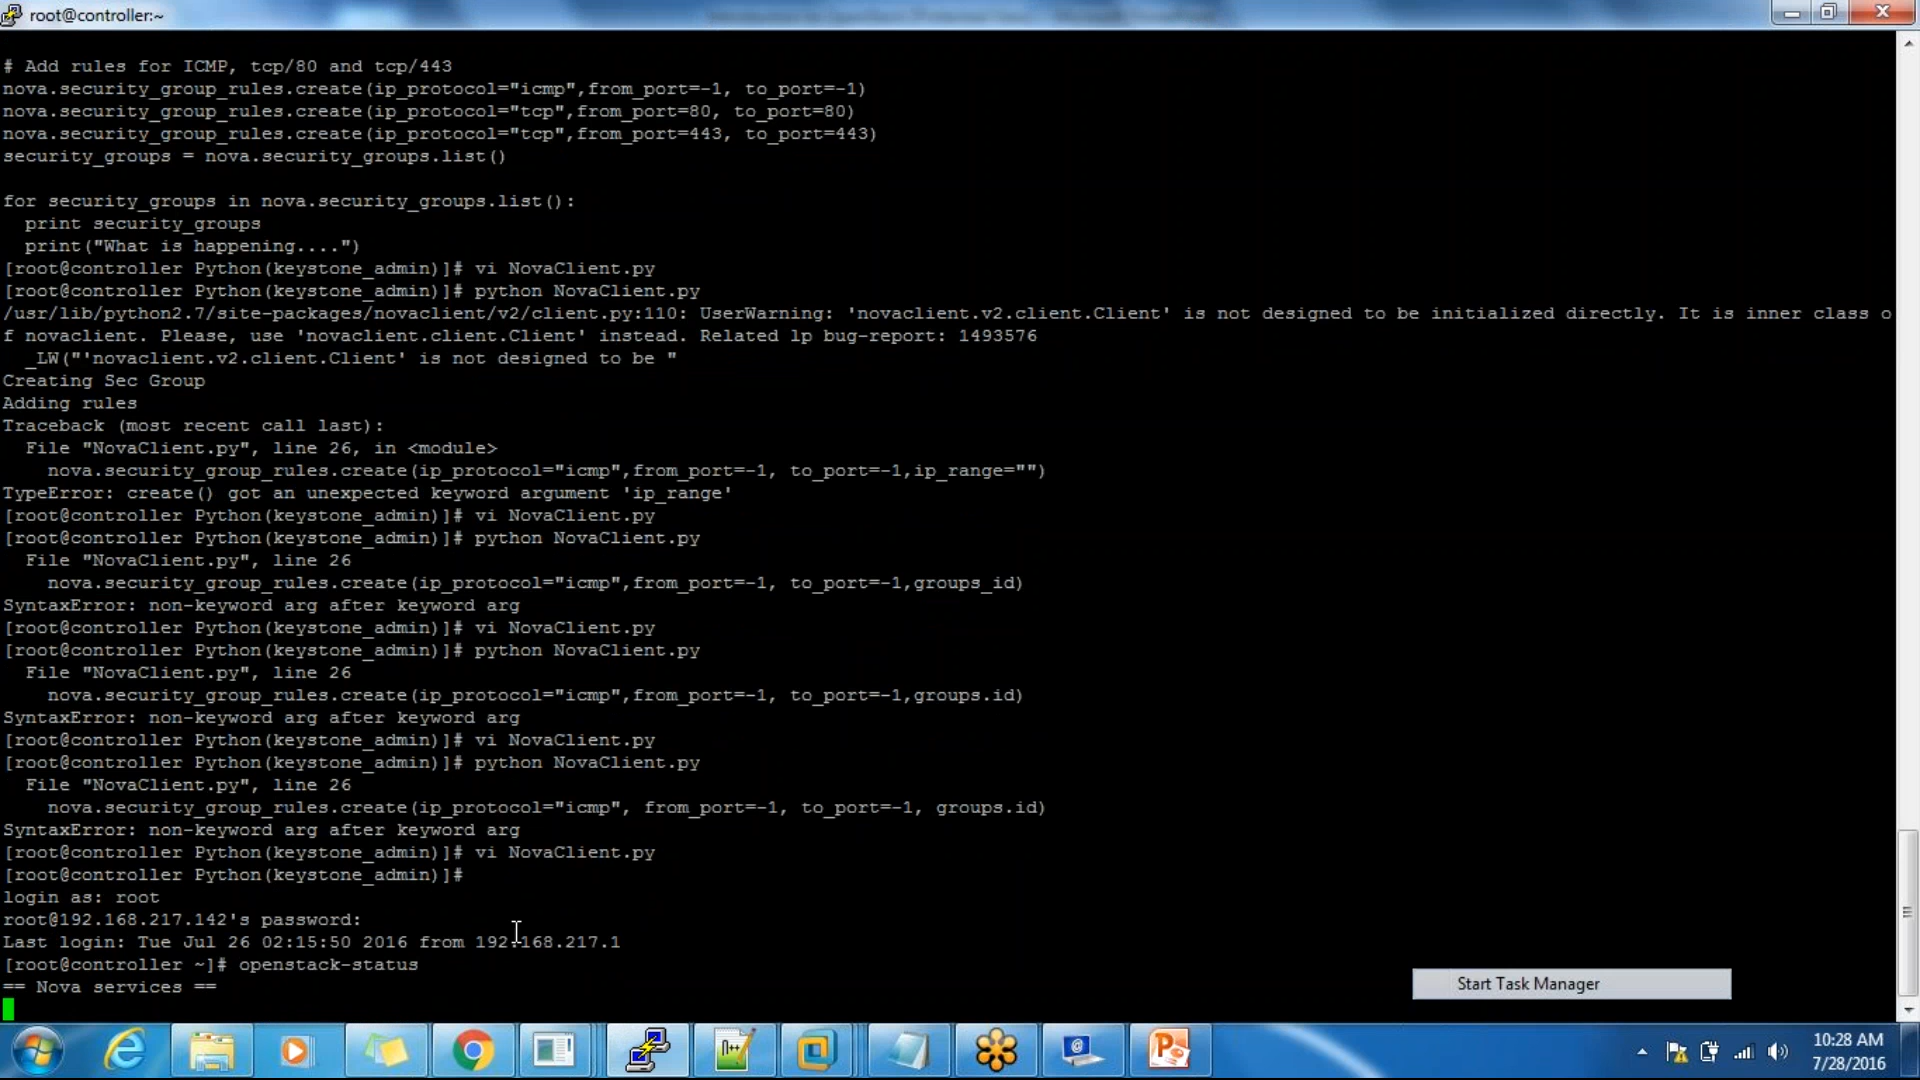 root@controller:~
# Add rules for ICMP, tcp/80 and tcp/443
nova.security_group_rules.create(ip_protocol="icmp",from_port=-1, to_port=-1)
nova.security_group_rules.create(ip_protocol="tcp",from_port=80, to_port=80)
nova.security_group_rules.create(ip_protocol="tcp",from_port=443, to_port=443)
security_groups = nova.security_groups.list()
for security_groups in nova.security_groups.list():
  print security_groups
  print("What is happening....")
[root@controller Python(keystone_admin)]# vi NovaClient.py
[root@controller Python(keystone_admin)]# python NovaClient.py
/usr/lib/python2.7/site-packages/novaclient/v2/client.py:110: UserWarning: 'novaclient.v2.client.Client' is not designed to be initialized directly. It is inner class o
f novaclient. Please, use 'novaclient.client.Client' instead. Related lp bug-report: 1493576
  _LW("'novaclient.v2.client.Client' is not designed to be "
Creating Sec Group
Adding rules
Traceback (most recent call last):
  File "NovaClient.py", line 26, in <module>
    nova.security_group_rules.create(ip_protocol="icmp",from_port=-1, to_port=-1,ip_range="")
TypeError: create() got an unexpected keyword argument 'ip_range'
[root@controller Python(keystone_admin)]# vi NovaClient.py
[root@controller Python(keystone_admin)]# python NovaClient.py
  File "NovaClient.py", line 26
    nova.security_group_rules.create(ip_protocol="icmp",from_port=-1, to_port=-1,groups_id)
SyntaxError: non-keyword arg after keyword arg
[root@controller Python(keystone_admin)]# vi NovaClient.py
[root@controller Python(keystone_admin)]# python NovaClient.py
  File "NovaClient.py", line 26
    nova.security_group_rules.create(ip_protocol="icmp",from_port=-1, to_port=-1,groups.id)
SyntaxError: non-keyword arg after keyword arg
[root@controller Python(keystone_admin)]# vi NovaClient.py
[root@controller Python(keystone_admin)]# python NovaClient.py
  File "NovaClient.py", line 26
    nova.security_group_rules.create(ip_protocol="icmp", from_port=-1, to_port=-1, groups.id)
SyntaxError: non-keyword arg after keyword arg
[root@controller Python(keystone_admin)]# vi NovaClient.py
[root@controller Python(keystone_admin)]#
login as: root
root@192.168.217.142's password:
Last login: Tue Jul 26 02:15:50 2016 from 192.168.217.1
[root@controller ~]# openstack-status
== Nova services ==
Start Task Manager
10:28 AM
7/28/2016